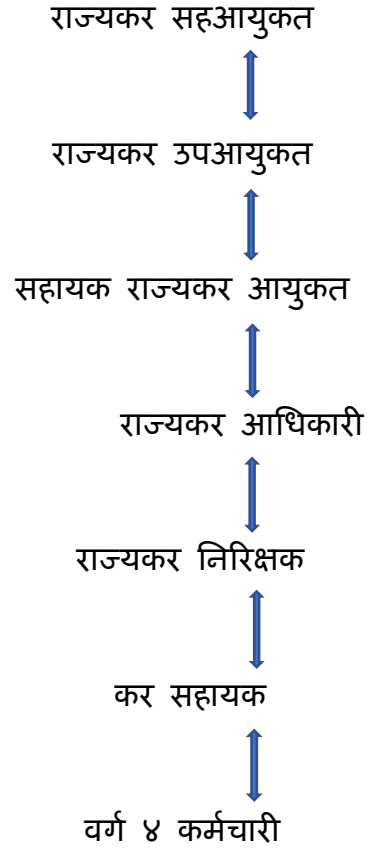 राज्यकर सहआयुकत
राज्यकर उपआयुकत
सहायक राज्यकर आयुकत
राज्यकर आधिकारी
राज्यकर निरिक्षक
कर सहायक
वर्ग ४ कर्मचारी